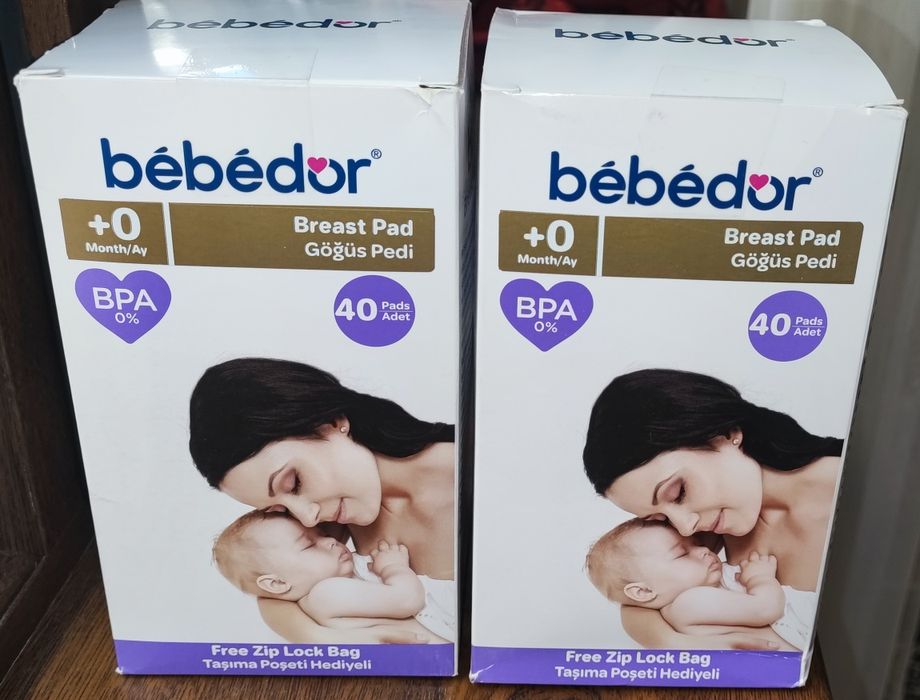 bébédor
bébédor®
+0
Month/Ay
Breast Pad
Göğüs Pedi
BPA
0%
40 Pads
Adet
Free Zip Lock Bag
Taşıma Poşeti Hediyeli
bébédor
bébédor®
+0
Month/Ay
Breast Pad
Göğüs Pedi
BPA
0%
40 Pads
Adet
Free Zip Lock Bag
Taşıma Poşeti Hediyeli